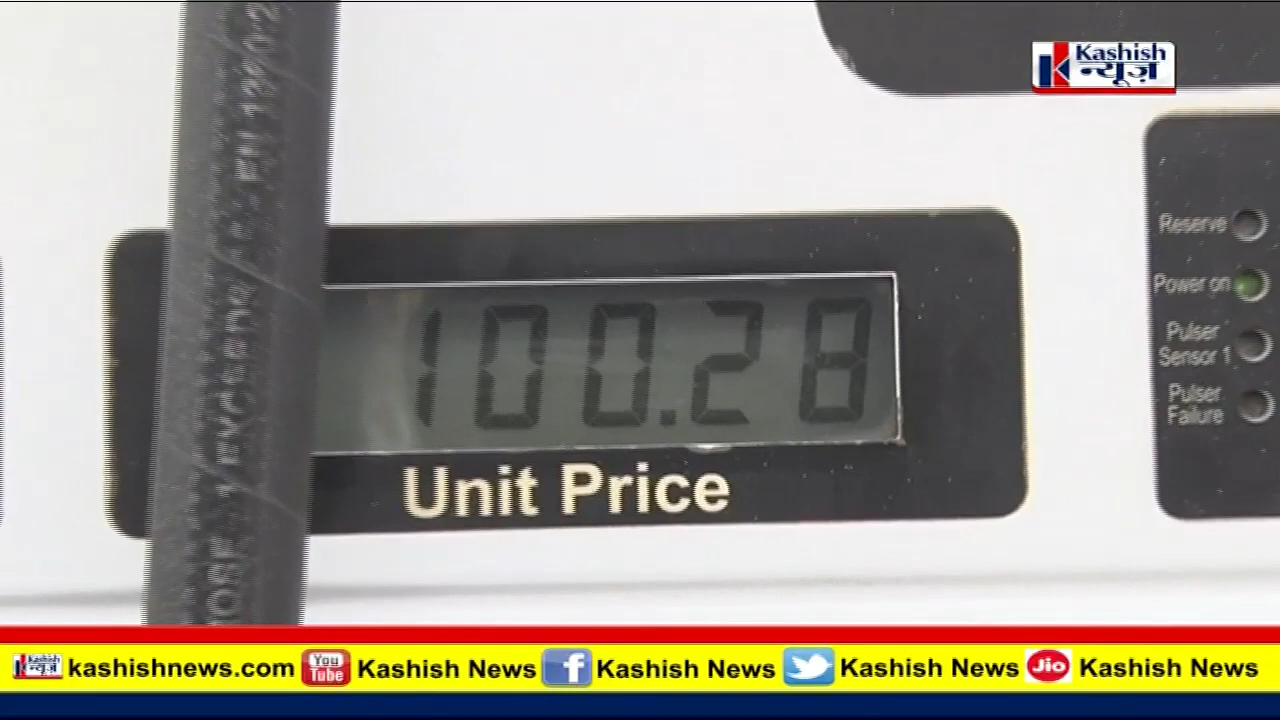 Kashish
न्यूज़
Reserve
Power on
Pulser
Sensor 1
Pulser
Failure
100.28
Unit Price
Kashish
न्यूज़
kashishnews.com
You
Tube
Kashish News
f
Kashish News
Kashish News
Jio
Kashish News